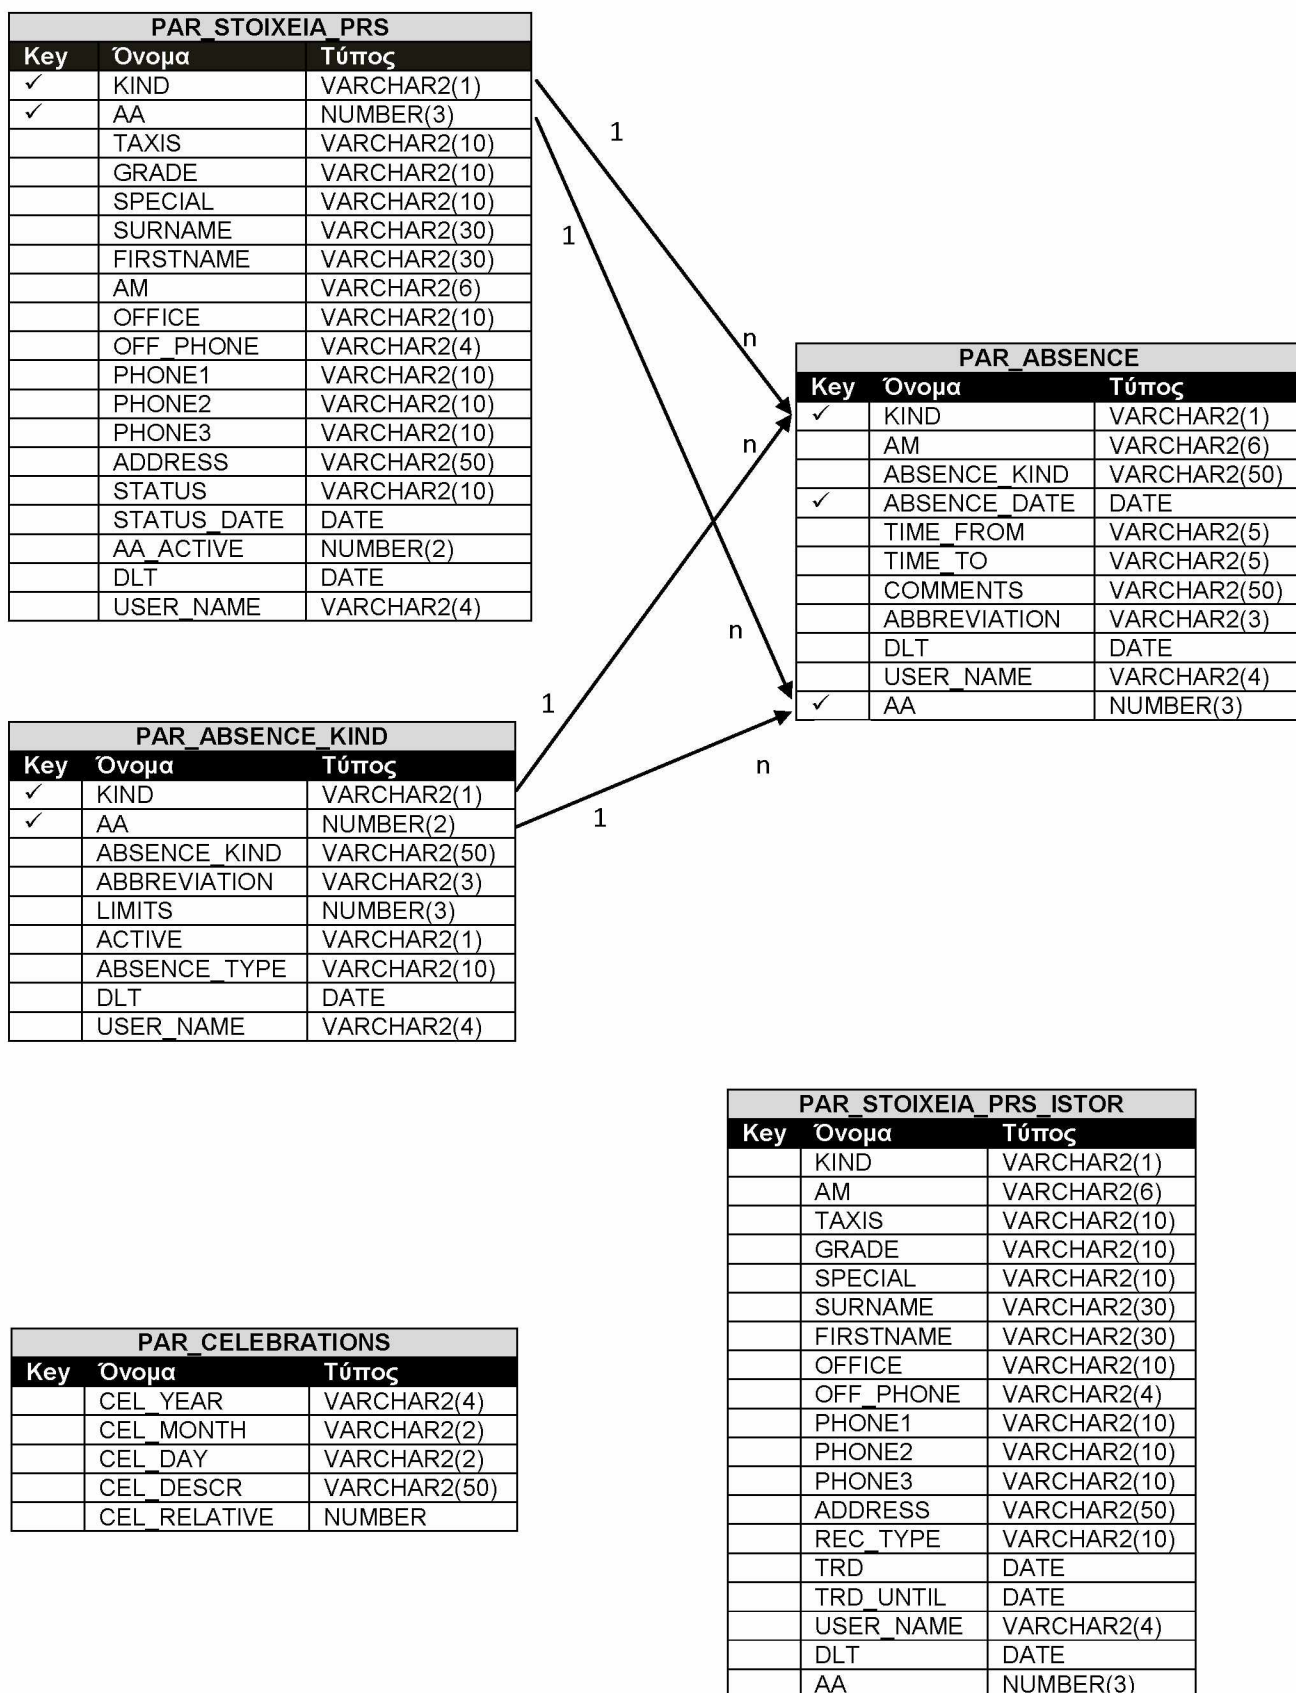 PAR_STOIXEIA_PRS
Key Όνομα Τύπος
✓ KIND VARCHAR2(1)
✓ AA NUMBER(3)
TAXIS VARCHAR2(10)
GRADE VARCHAR2(10)
SPECIAL VARCHAR2(10)
SURNAME VARCHAR2(30)
FIRSTNAME VARCHAR2(30)
AM VARCHAR2(6)
OFFICE VARCHAR2(10)
OFF_PHONE VARCHAR2(4)
PHONE1 VARCHAR2(10)
PHONE2 VARCHAR2(10)
PHONE3 VARCHAR2(10)
ADDRESS VARCHAR2(50)
STATUS VARCHAR2(10)
STATUS_DATE DATE
AA_ACTIVE NUMBER(2)
DLT DATE
USER_NAME VARCHAR2(4)
1
1
n
n
n
1
n
1
PAR_ABSENCE
Key Όνομα Τύπος
✓ KIND VARCHAR2(1)
AM VARCHAR2(6)
ABSENCE_KIND VARCHAR2(50)
✓ ABSENCE_DATE DATE
TIME_FROM VARCHAR2(5)
TIME_TO VARCHAR2(5)
COMMENTS VARCHAR2(50)
ABBREVIATION VARCHAR2(3)
DLT DATE
USER_NAME VARCHAR2(4)
✓ AA NUMBER(3)
PAR_ABSENCE_KIND
Key Όνομα Τύπος
✓ KIND VARCHAR2(1)
✓ AA NUMBER(2)
ABSENCE_KIND VARCHAR2(50)
ABBREVIATION VARCHAR2(3)
LIMITS NUMBER(3)
ACTIVE VARCHAR2(1)
ABSENCE_TYPE VARCHAR2(10)
DLT DATE
USER_NAME VARCHAR2(4)
PAR_STOIXEIA_PRS_ISTOR
Key Όνομα Τύπος
KIND VARCHAR2(1)
AM VARCHAR2(6)
TAXIS VARCHAR2(10)
GRADE VARCHAR2(10)
SPECIAL VARCHAR2(10)
SURNAME VARCHAR2(30)
FIRSTNAME VARCHAR2(30)
OFFICE VARCHAR2(10)
OFF_PHONE VARCHAR2(4)
PHONE1 VARCHAR2(10)
PHONE2 VARCHAR2(10)
PHONE3 VARCHAR2(10)
ADDRESS VARCHAR2(50)
REC_TYPE VARCHAR2(10)
TRD DATE
TRD_UNTIL DATE
USER_NAME VARCHAR2(4)
DLT DATE
AA NUMBER(3)
PAR_CELEBRATIONS
Key Όνομα Τύπος
CEL_YEAR VARCHAR2(4)
CEL_MONTH VARCHAR2(2)
CEL_DAY VARCHAR2(2)
CEL_DESCR VARCHAR2(50)
CEL_RELATIVE NUMBER